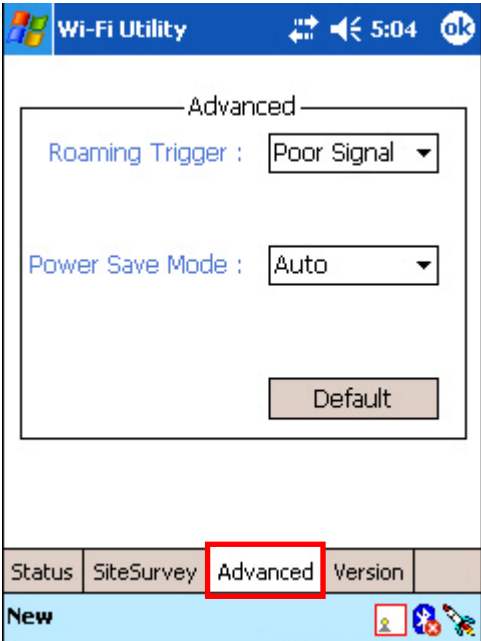 Wi-Fi Utility 5:04 ok
Advanced
Roaming Trigger : Poor Signal
Power Save Mode : Auto
Default
Status SiteSurvey Advanced Version
New